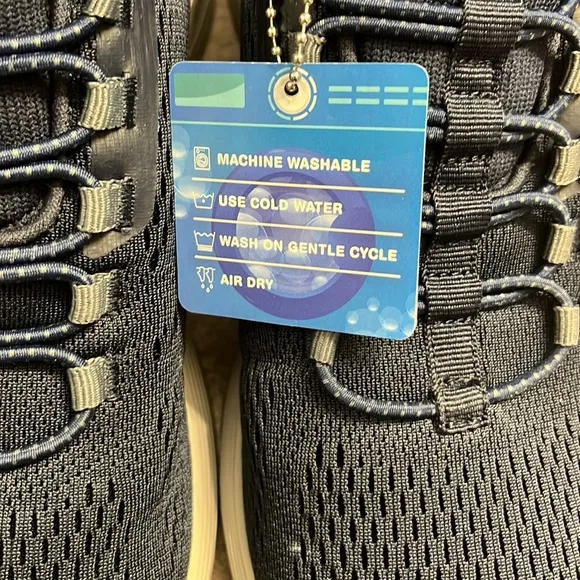 MACHINE WASHABLE
USE COLD WATER
WASH ON GENTLE CYCLE
AIR DRY